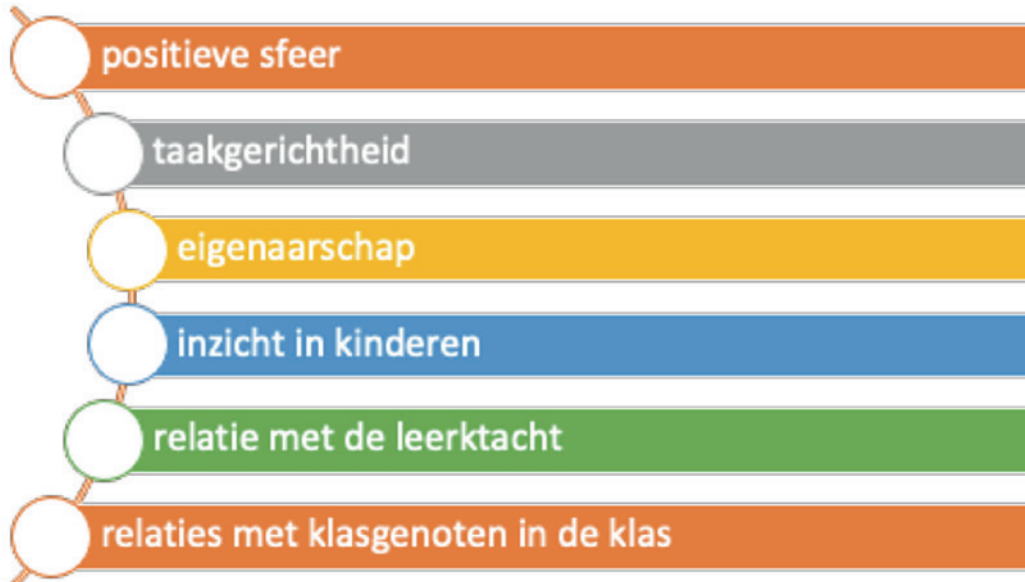 positieve sfeer
taakgerichtheid
eigenaarschap
inzicht in kinderen
relatie met de leerktacht
relaties met klasgenoten in de klas